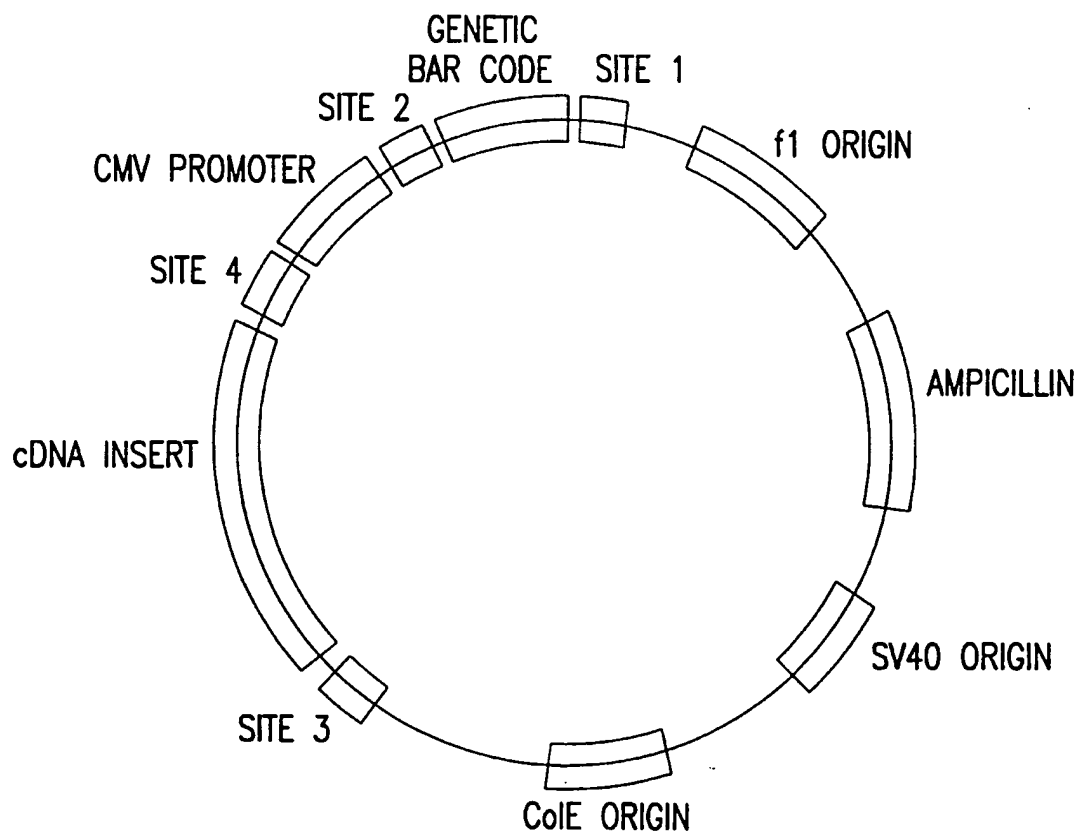 GENETIC
BAR CODE
SITE 1
SITE 2
f1 ORIGIN
CMV PROMOTER
SITE 4
AMPICILLIN
cDNA INSERT
SV40 ORIGIN
SITE 3
ColE ORIGIN